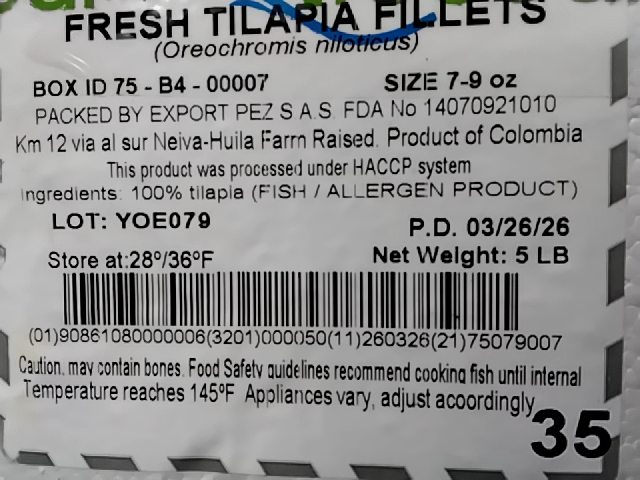 FRESH TILAPIA FILLETS
(Oreochromis niloticus)
BOX ID 75 - B4 - 00007 SIZE 7-9 oz
PACKED BY EXPORT PEZ S A.S. FDA No 14070921010
Km 12 via al sur Neiva-Huila Farm Raised. Product of Colombia
This product was processed under HACCP system
Ingredients: 100% tilapia (FISH / ALLERGEN PRODUCT)
LOT: YOE079 P.D. 03/26/26
Store at:28º/36ºF Net Weight: 5 LB
(01)90861080000006(3201)000050(11)260326(21)75079007
Caution, may contain bones. Food Safety guidelines recommend cooking fish until internal
Temperature reaches 145ºF Appliances vary, adjust acoordingly
35